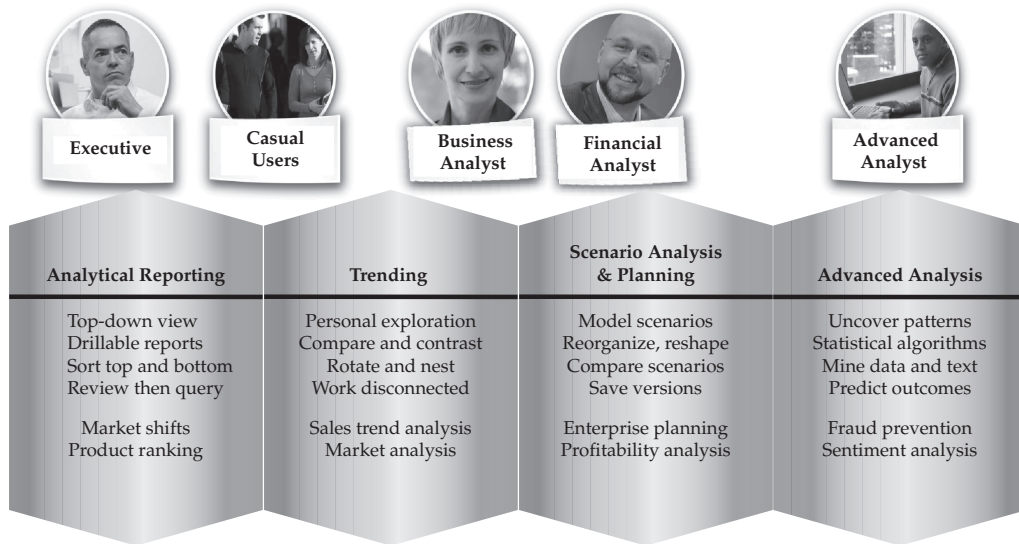 Executive
Casual
Users
Business
Analyst
Financial
Analyst
Advanced
Analyst
Analytical Reporting
Top-down view
Drillable reports
Sort top and bottom
Review then query
Market shifts
Product ranking
Trending
Personal exploration
Compare and contrast
Rotate and nest
Work disconnected
Sales trend analysis
Market analysis
Scenario Analysis
& Planning
Model scenarios
Reorganize, reshape
Compare scenarios
Save versions
Enterprise planning
Profitability analysis
Advanced Analysis
Uncover patterns
Statistical algorithms
Mine data and text
Predict outcomes
Fraud prevention
Sentiment analysis